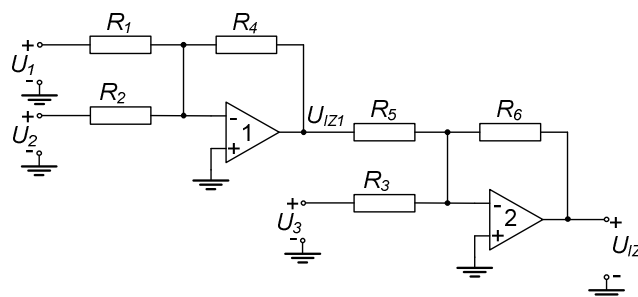 R1 R4
+
U1 R2
-
+ - 1 UIZ1 R5 R6
U2 +
-
R3
+ - 2 +
U3 + UIZ
-
-